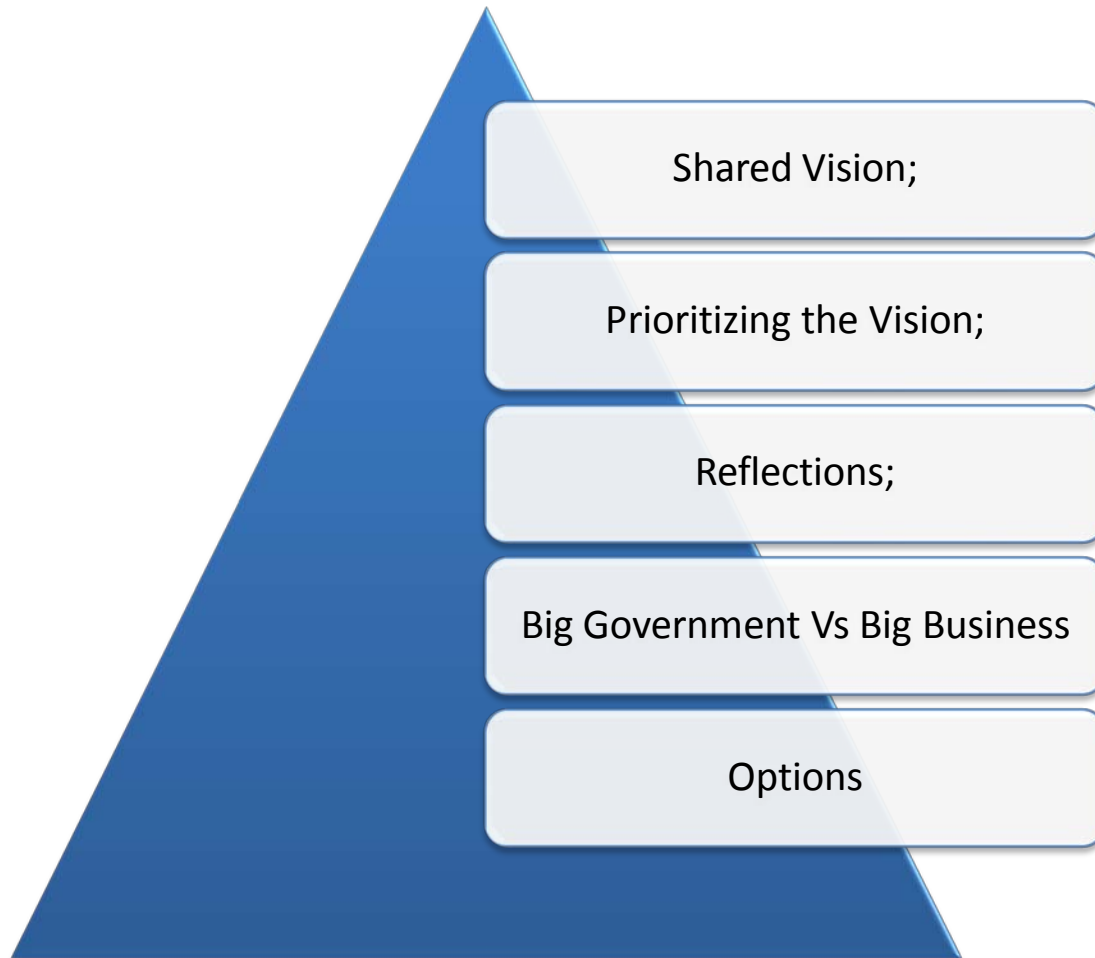 Shared Vision;
Prioritizing the Vision;
Reflections;
Big Government Vs Big Business
Options